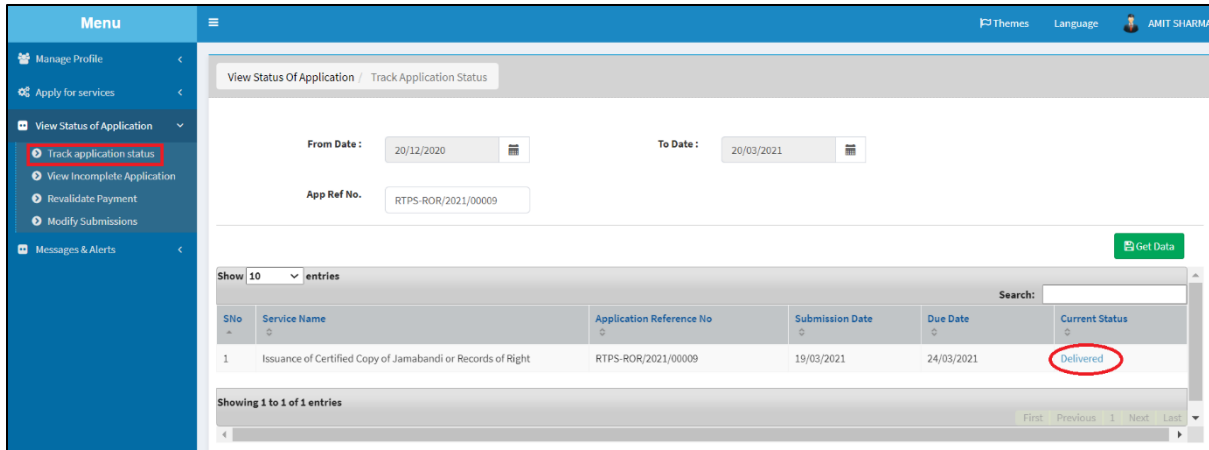 Menu
Themes Language AMIT SHARMA
Manage Profile
Apply for services
View Status of Application
Track application status
View Incomplete Application
Revalidate Payment
Modify Submissions
Messages & Alerts
View Status Of Application / Track Application Status
From Date : 20/12/2020 To Date : 20/03/2021
App Ref No. RTPS-ROR/2021/00009
Get Data
Show 10 entries
Search:
SNo Service Name Application Reference No Submission Date Due Date Current Status
1 Issuance of Certified Copy of Jamabandi or Records of Right RTPS-ROR/2021/00009 19/03/2021 24/03/2021 Delivered
Showing 1 to 1 of 1 entries
First Previous 1 Next Last